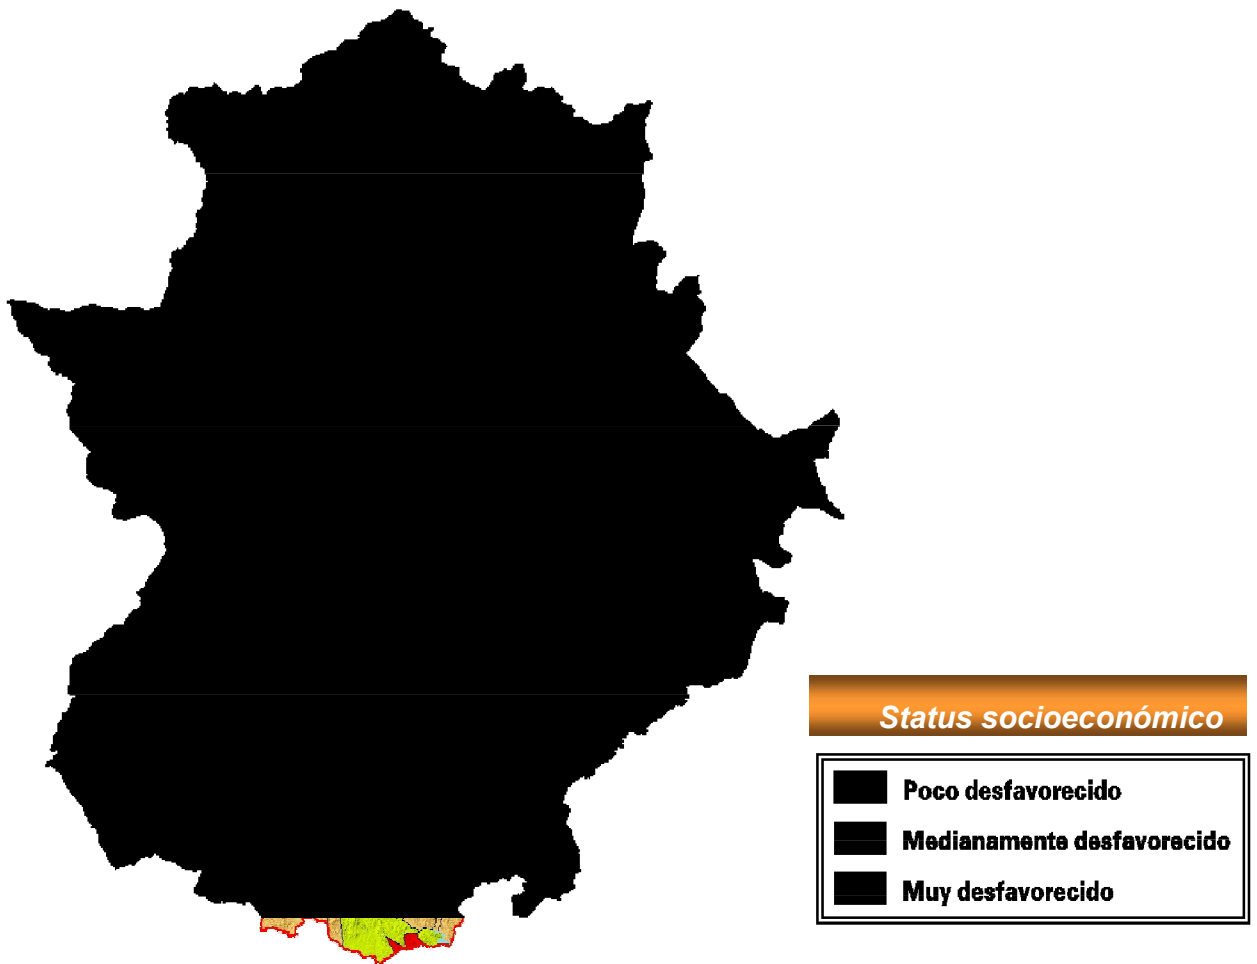 Status socioeconómico
Poco desfavorecido
Medianamente desfavorecido
Muy desfavorecido